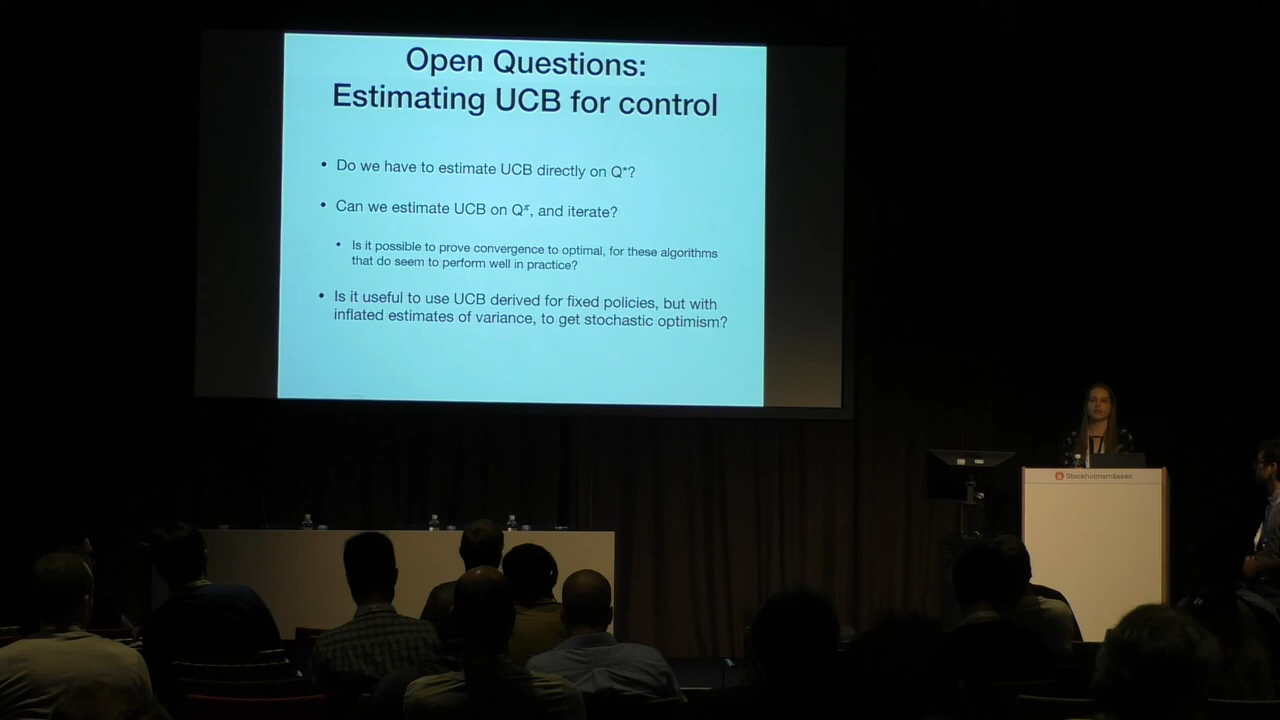 Open Questions:
Estimating UCB for control
• Do we have to estimate UCB directly on Q*?
• Can we estimate UCB on Qπ, and iterate?
• Is it possible to prove convergence to optimal, for these algorithms
that do seem to perform well in practice?
• Is it useful to use UCB derived for fixed policies, but with
inflated estimates of variance, to get stochastic optimism?
Stockholmsmässan